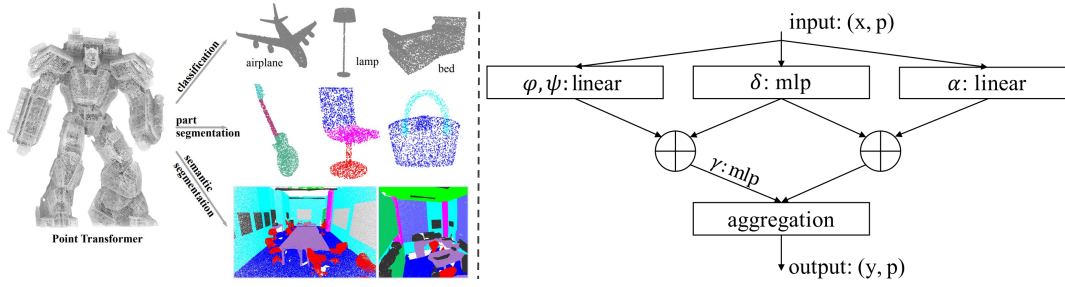 classification
airplane
lamp
bed
part
segmentation
semantic
segmentation
Point Transformer
input: (x, p)
φ, ψ: linear
δ: mlp
α: linear
γ: mlp
aggregation
output: (y, p)